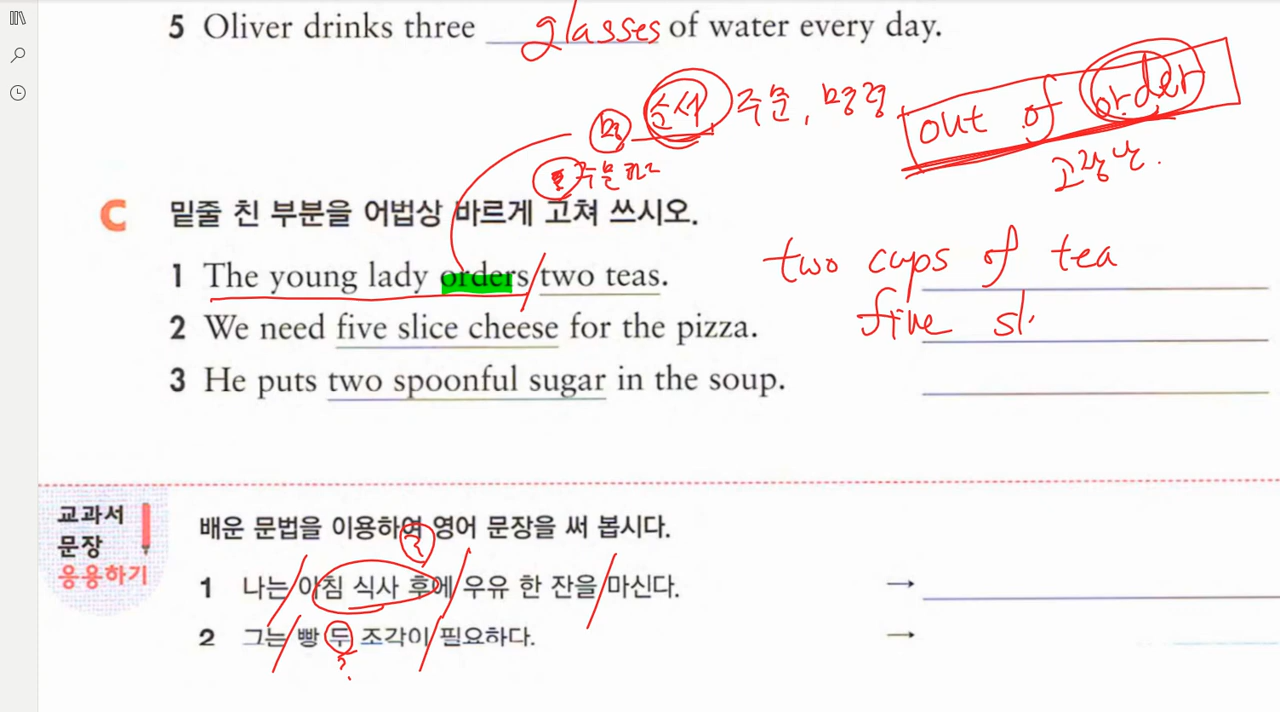 5 Oliver drinks three glasses of water every day.
명 순서, 주문, 명령
out of order
주문하다
고장난.
C 밑줄 친 부분을 어법상 바르게 고쳐 쓰시오.
1 The young lady orders/two teas. two cups of tea
2 We need five slice cheese for the pizza. five sl
3 He puts two spoonful sugar in the soup.
교과서
문장
응용하기
배운 문법을 이용하여 영어 문장을 써 봅시다.
1 나는/아침 식사 후에/우유 한 잔을/마신다. →
2 그는/빵 두 조각이/필요하다. →